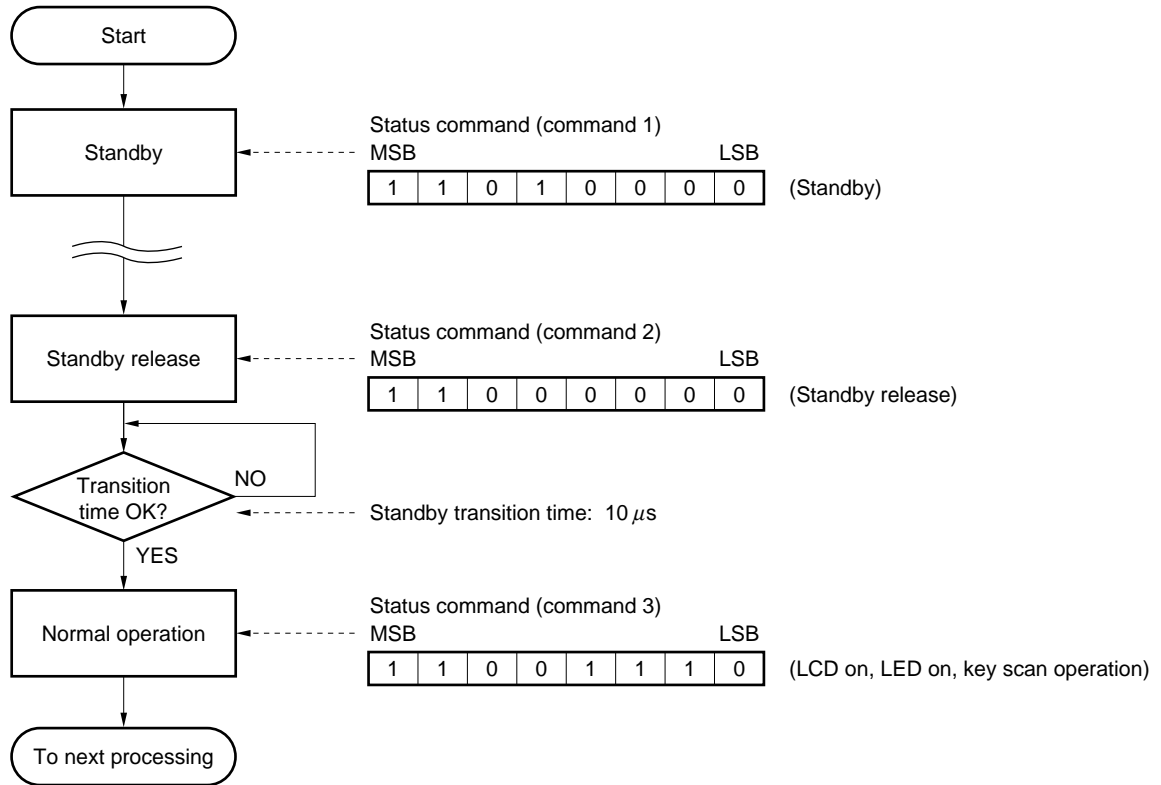 Start
Standby
Status command (command 1)
MSB LSB
1 1 0 1 0 0 0 0 (Standby)
Standby release
Status command (command 2)
MSB LSB
1 1 0 0 0 0 0 0 (Standby release)
Transition
time OK?
NO
YES
Standby transition time: 10 μs
Normal operation
Status command (command 3)
MSB LSB
1 1 0 0 1 1 1 0 (LCD on, LED on, key scan operation)
To next processing